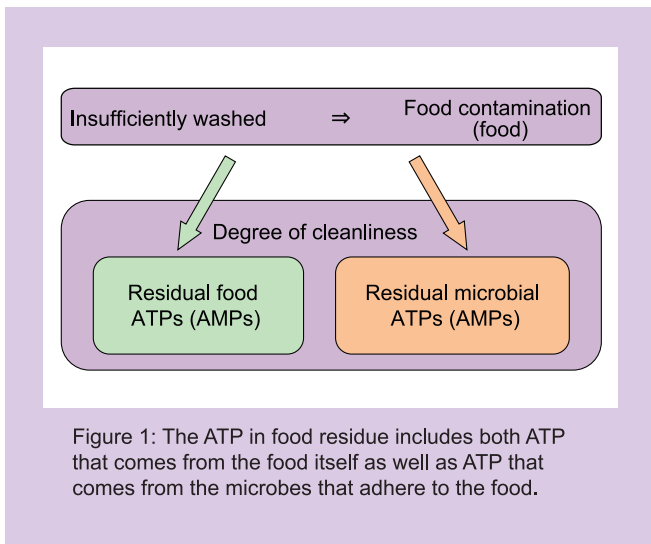 Insufficiently washed ⇒ Food contamination
(food)
Degree of cleanliness
Residual food
ATPs (AMPs)
Residual microbial
ATPs (AMPs)
Figure 1: The ATP in food residue includes both ATP
that comes from the food itself as well as ATP that
comes from the microbes that adhere to the food.